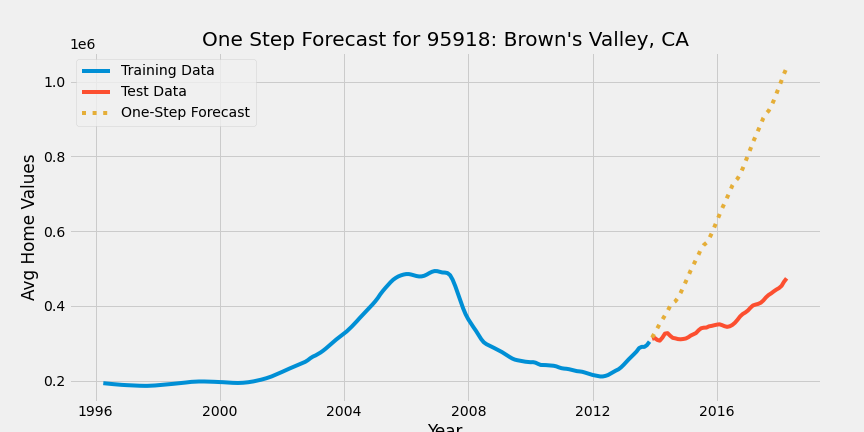 One Step Forecast for 95918: Brown's Valley, CA
1e6
Training Data
Test Data
One-Step Forecast
Avg Home Values
1.0
0.8
0.6
0.4
0.2
1996 2000 2004 2008 2012 2016
Year